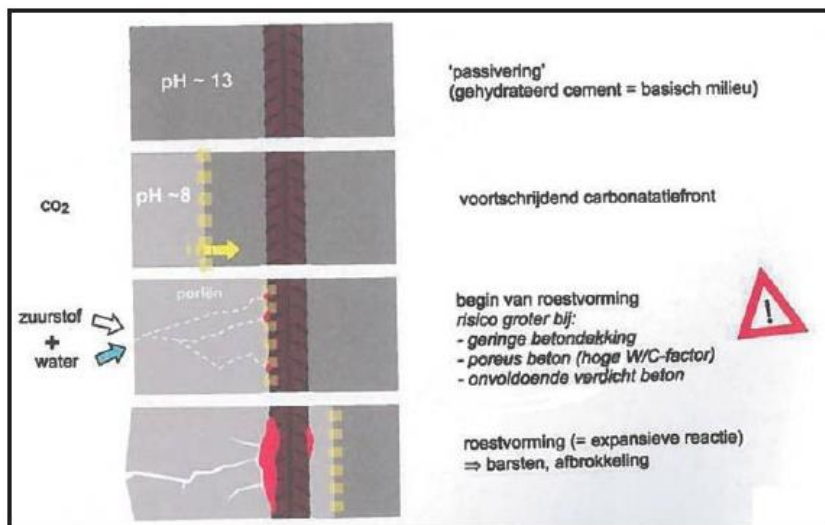 pH ~ 13
'passivering'
(gehydrateerd cement = basisch milieu)
CO₂
pH ~8
voortschrijdend carbonatatiefront
zuurstof
+
water
poriën
begin van roestvorming
risico groter bij:
- geringe betondekking
- poreus beton (hoge W/C-factor)
- onvoldoende verdicht beton
!
roestvorming (= expansieve reactie)
⇒ barsten, afbrokkeling